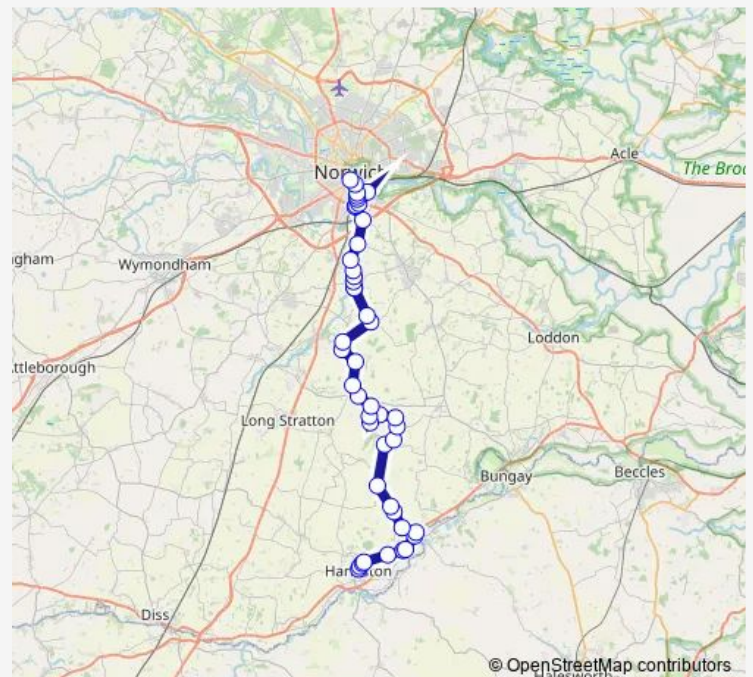 Acle
Norwich
The Broa
gham
Wymondham
ttleborough
Loddon
Long Stratton
Beccles
Bungay
Diss
© OpenStreetMap contributors